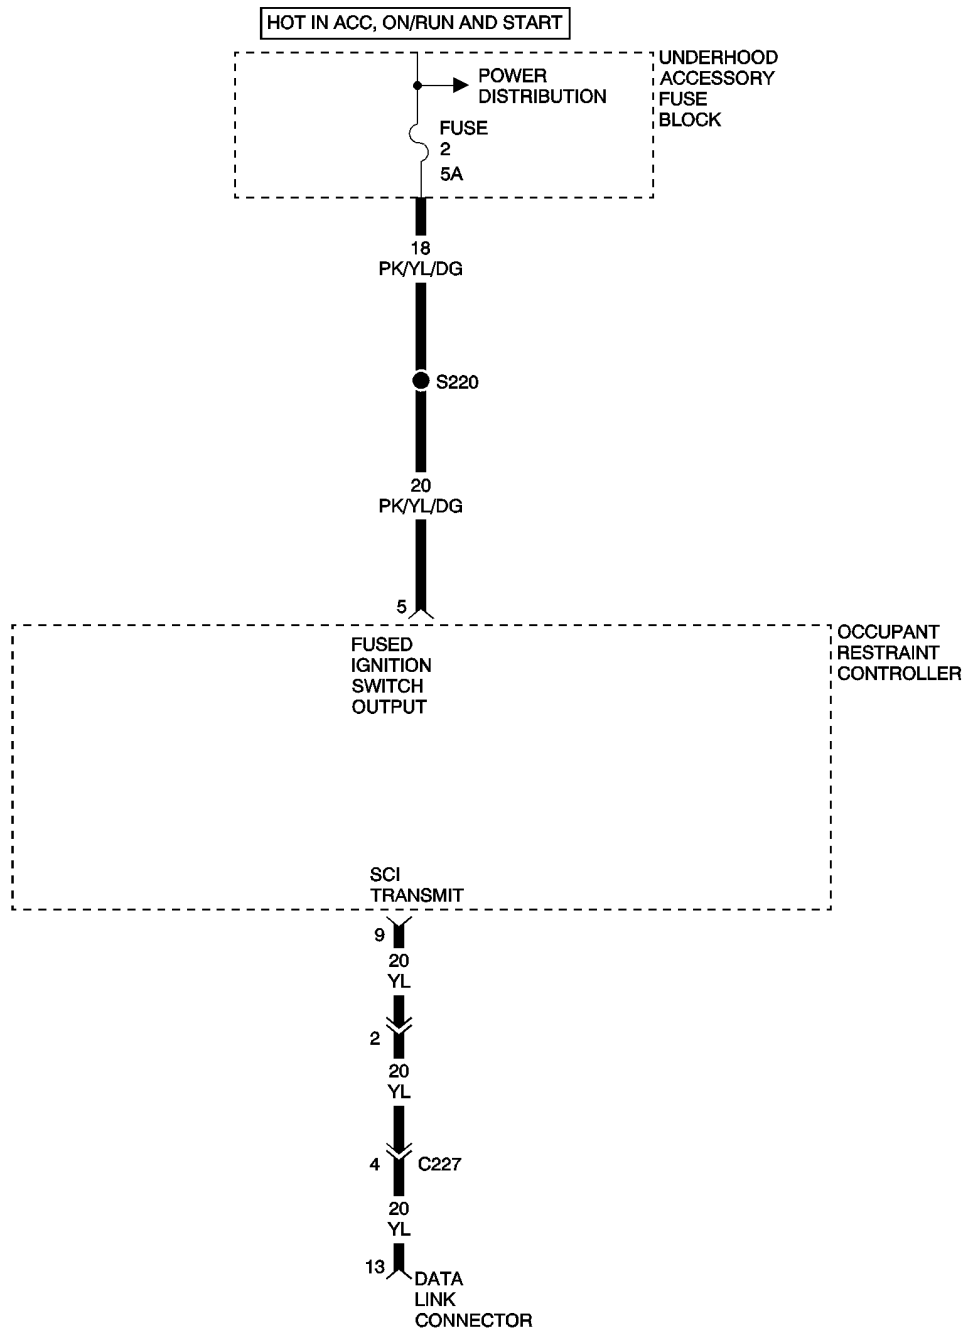 HOT IN ACC, ON/RUN AND START
UNDERHOOD
ACCESSORY
FUSE
BLOCK
POWER
DISTRIBUTION
FUSE
2
5A
18
PK/YL/DG
S220
20
PK/YL/DG
5
OCCUPANT
RESTRAINT
CONTROLLER
FUSED
IGNITION
SWITCH
OUTPUT
SCI
TRANSMIT
9
20
YL
2
20
YL
4 C227
20
YL
13
DATA
LINK
CONNECTOR